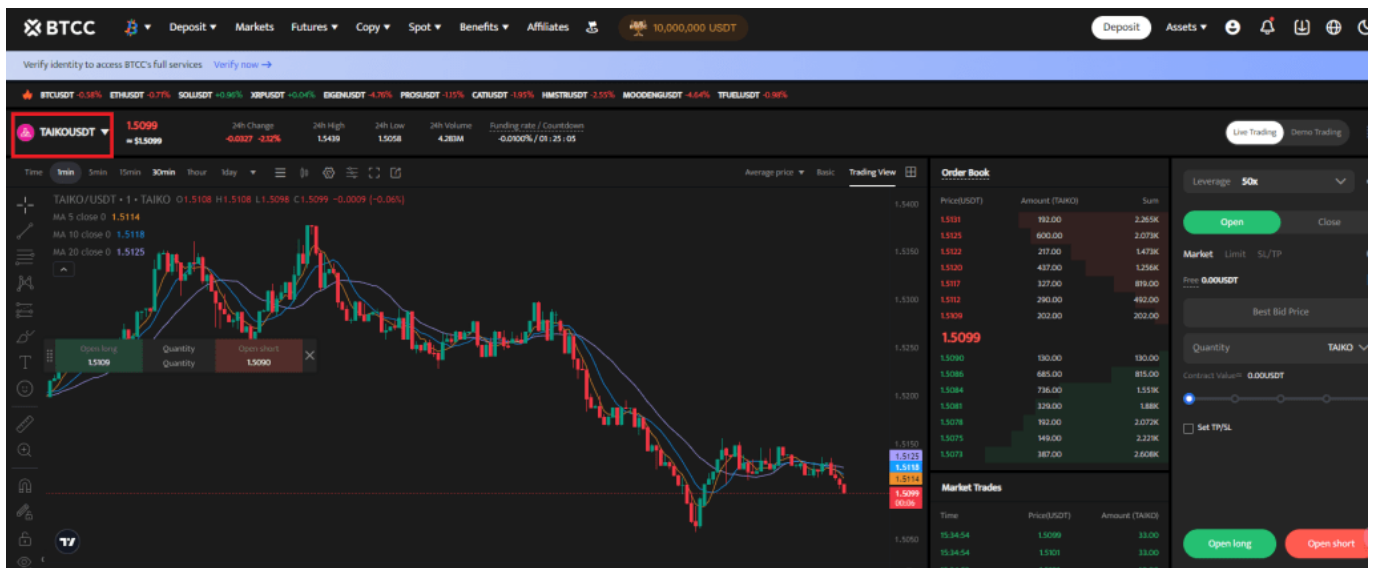 BTCC Deposit Markets Futures Copy Spot Benefits Affiliates 10,000,000 USDT Deposit Assets
Verify identity to access BTCC's full services Verify now →
BTCUSDT -0.58% ETHUSDT -0.71% SOLUSDT +0.96% XRPUSDT +0.04% EIGENUSDT -4.76% PROSUSDT -1.15% CATIUSDT -1.95% HMSTRUSDT -2.55% MOODENGUSDT -4.64% TFUELUSDT -0.98%
TAIKOUSDT
1.5099
≈ $1.5099
24h Change
-0.0327 -2.12%
24h High
1.5439
24h Low
1.5058
24h Volume
4.283M
Funding rate / Countdown
-0.0100% / 01 : 25 : 05
Live Trading Demo Trading
Time 1min 5min 15min 30min 1hour 1day Average price Basic Trading View
TAIKO/USDT • 1 • TAIKO O1.5108 H1.5108 L1.5098 C1.5099 -0.0009 (-0.06%)
MA 5 close 0 1.5114
MA 10 close 0 1.5118
MA 20 close 0 1.5125
Open long Quantity Open short
1.5109 Quantity 1.5090
1.5400
1.5350
1.5300
1.5250
1.5200
1.5150
1.5125
1.5118
1.5114
1.5099
00:06
1.5050
Order Book
Price(USDT) Amount (TAIKO) Sum
1.5131 192.00 2.265K
1.5125 600.00 2.073K
1.5122 217.00 1.473K
1.5120 437.00 1.256K
1.5117 327.00 819.00
1.5112 290.00 492.00
1.5109 202.00 202.00
1.5099
1.5090 130.00 130.00
1.5086 685.00 815.00
1.5084 736.00 1.551K
1.5081 329.00 1.88K
1.5078 192.00 2.072K
1.5075 149.00 2.221K
1.5073 387.00 2.608K
Market Trades
Time Price(USDT) Amount (TAIKO)
15:34:54 1.5099 33.00
15:34:54 1.5101 33.00
Leverage 50x
Open Close
Market Limit SL/TP
Free 0.00USDT
Best Bid Price
Quantity TAIKO
Contract Value≈ 0.00USDT
Set TP/SL
Open long Open short